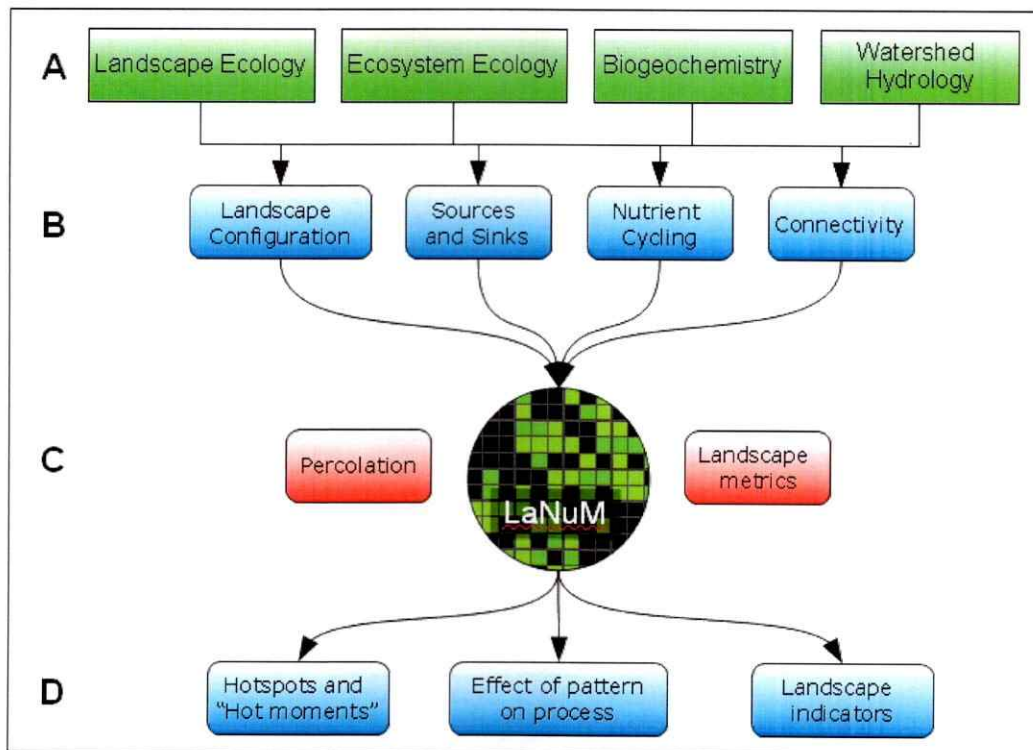 A
Landscape Ecology
Ecosystem Ecology
Biogeochemistry
Watershed
Hydrology
B
Landscape
Configuration
Sources
and Sinks
Nutrient
Cycling
Connectivity
C
Percolation
LaNuM
Landscape
metrics
D
Hotspots and
"Hot moments"
Effect of pattern
on process
Landscape
indicators